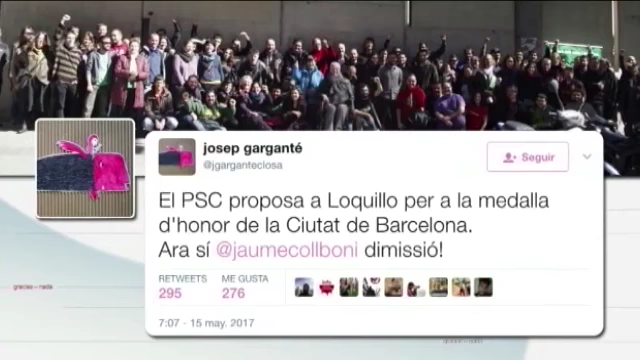 josep garganté
@jgarganteclosa
Seguir
El PSC proposa a Loquillo per a la medalla
d'honor de la Ciutat de Barcelona.
Ara sí @jaumecollboni dimissió!
RETWEETS ME GUSTA
295 276
7:07 - 15 may. 2017